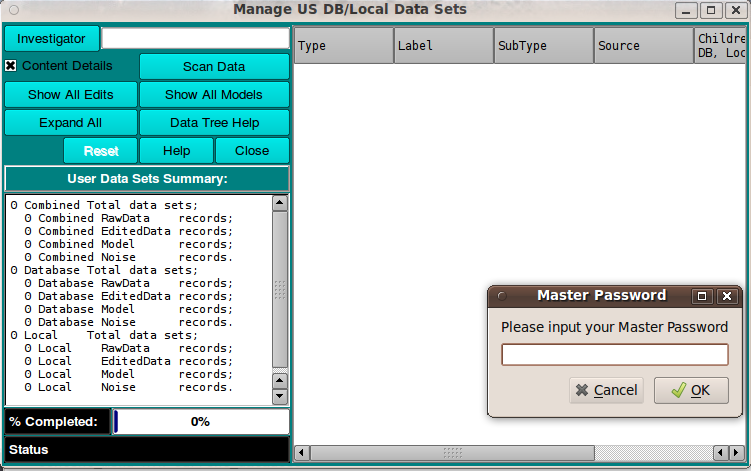 Manage US DB/Local Data Sets
Investigator
Content Details
Scan Data
Show All Edits
Show All Models
Expand All
Data Tree Help
Reset
Help
Close
User Data Sets Summary:
0 Combined Total data sets;
0 Combined RawData records;
0 Combined EditedData records;
0 Combined Model records;
0 Combined Noise records.
0 Database Total data sets;
0 Database RawData records;
0 Database EditedData records;
0 Database Model records;
0 Database Noise records.
0 Local Total data sets;
0 Local RawData records;
0 Local EditedData records;
0 Local Model records;
0 Local Noise records.
% Completed:
0%
Status
Type
Label
SubType
Source
Childre
DB, Loc
Master Password
Please input your Master Password
Cancel
OK